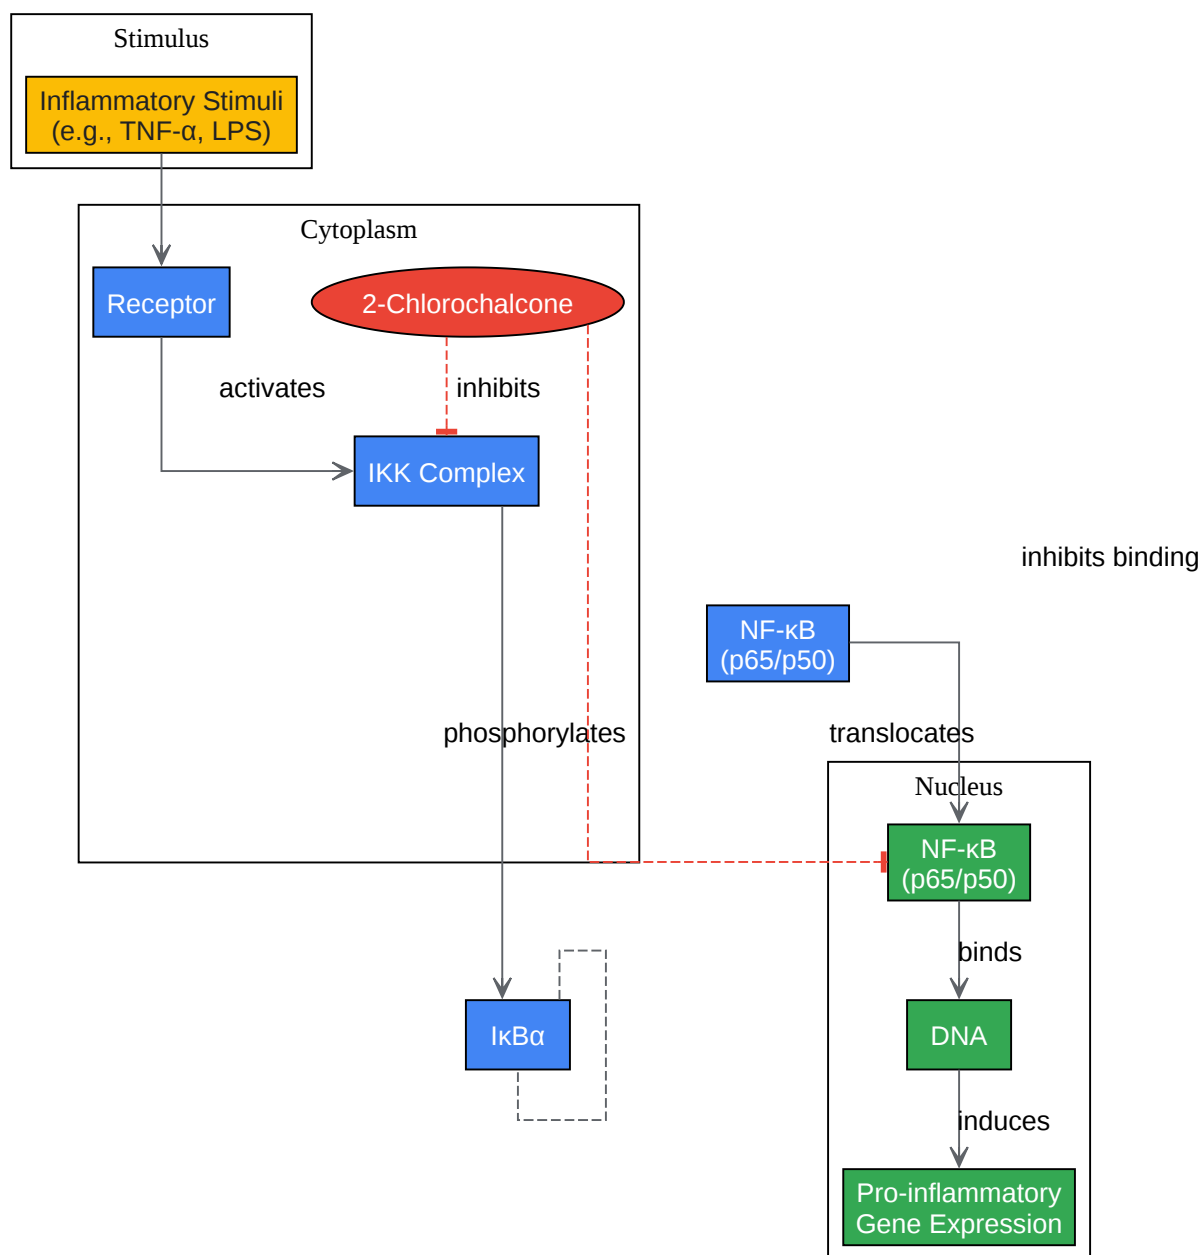 Stimulus
Inflammatory Stimuli
(e.g., TNF-α, LPS)
Cytoplasm
Receptor
2-Chlorochalcone
activates
inhibits
IKK Complex
inhibits binding
NF-κB
(p65/p50)
phosphorylates
translocates
Nucleus
NF-κB
(p65/p50)
binds
IκBα
DNA
induces
Pro-inflammatory
Gene Expression